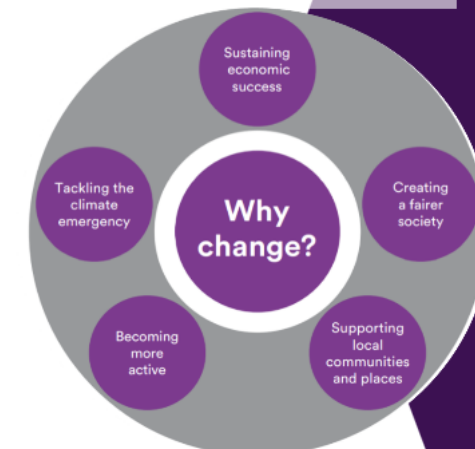 Sustaining
economic
success
Tackling the
climate
emergency
Why
change?
Creating
a fairer
society
Becoming
more
active
Supporting
local
communities
and places